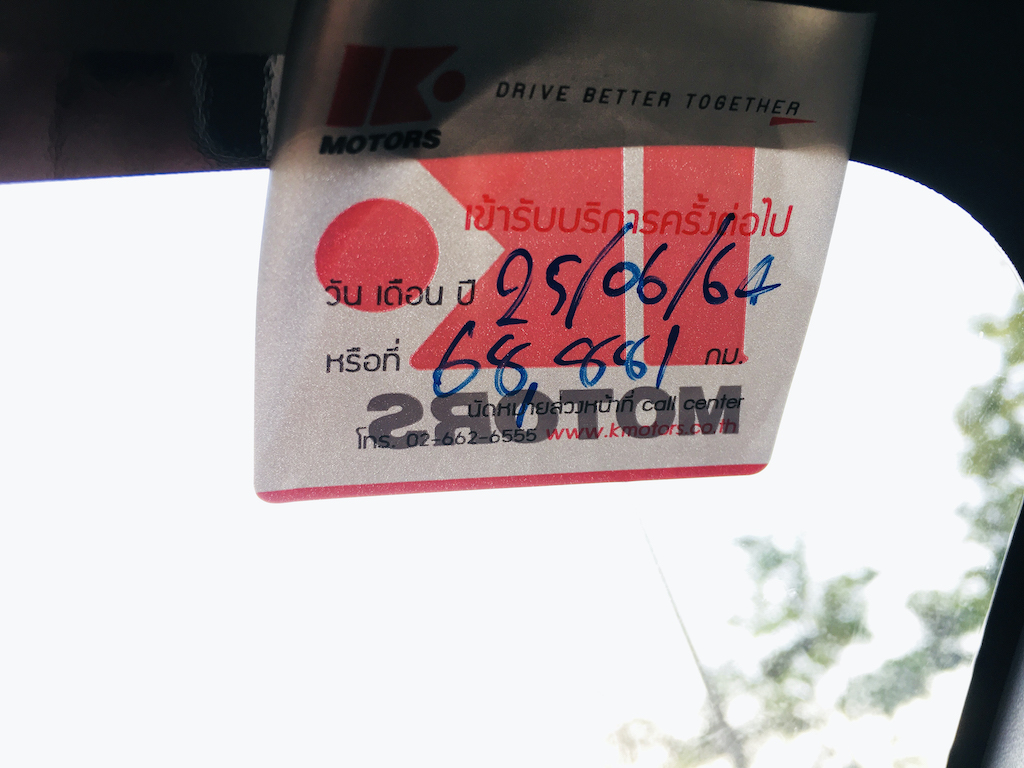 K
MOTORS
DRIVE BETTER TOGETHER
เข้ารับบริการครั้งต่อไป
วัน เดือน ปี 25/06/64
หรือที่ 68,881 กม.
MOTORS
นัดหมายล่วงหน้าที่ call center
โทร. 02-662-6555 www.kmotors.co.th